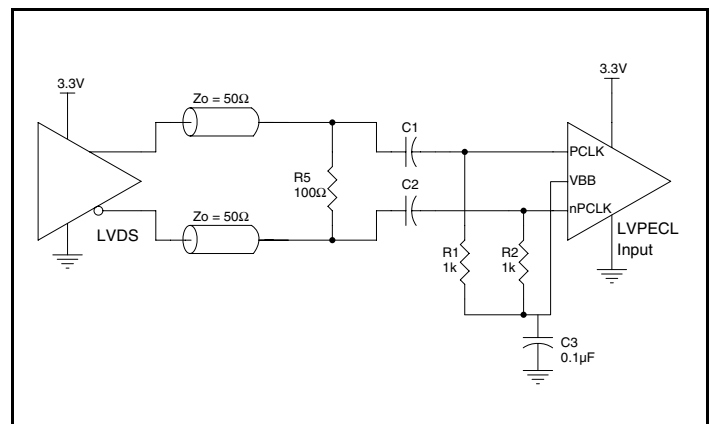 3.3V
3.3V
Zo = 50Ω
C1
PCLK
R5
100Ω
VBB
C2
nPCLK
Zo = 50Ω
LVDS
LVPECL
Input
R1
1k
R2
1k
C3
0.1µF